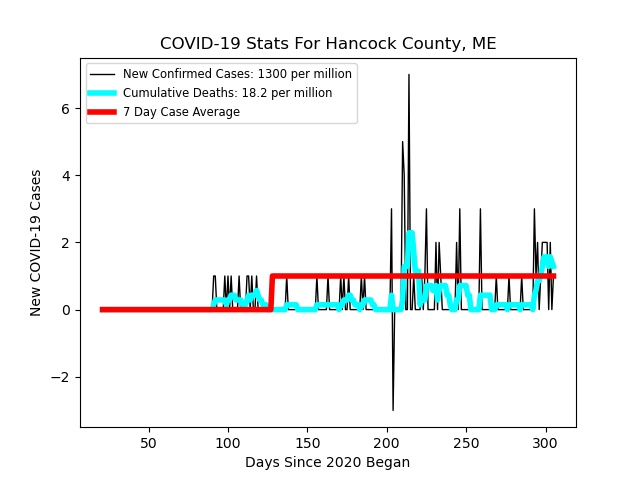 COVID-19 Stats For Hancock County, ME
New Confirmed Cases: 1300 per million
Cumulative Deaths: 18.2 per million
7 Day Case Average
New COVID-19 Cases
6
4
2
0
−2
50 100 150 200 250 300
Days Since 2020 Began